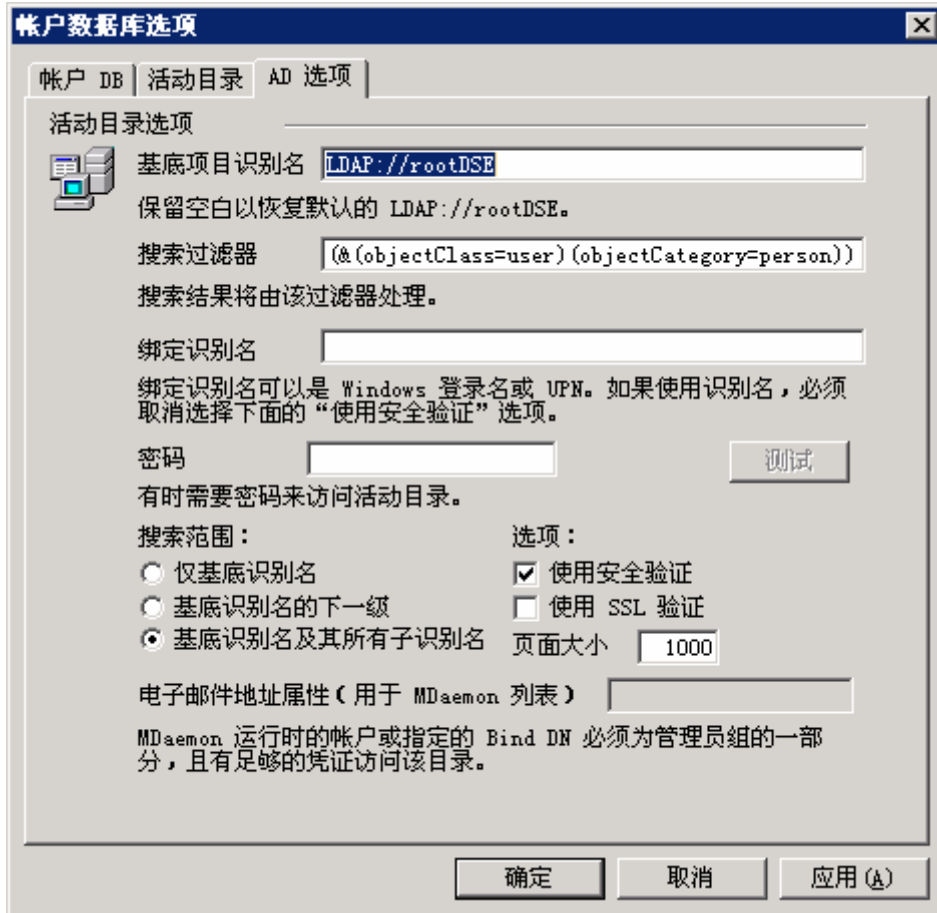 帐户数据库选项
帐户 DB 活动目录 AD 选项
活动目录选项
基底项目识别名 LDAP://rootDSE
保留空白以恢复默认的 LDAP://rootDSE。
搜索过滤器 (&(objectClass=user)(objectCategory=person))
搜索结果将由该过滤器处理。
绑定识别名
绑定识别名可以是 Windows 登录名或 UPN。如果使用识别名，必须
取消选择下面的“使用安全验证”选项。
密码 测试
有时需要密码来访问活动目录。
搜索范围： 选项：
仅基底识别名 使用安全验证
基底识别名的下一级 使用 SSL 验证
基底识别名及其所有子识别名 页面大小 1000
电子邮件地址属性（用于 MDaemon 列表）
MDaemon 运行时的帐户或指定的 Bind DN 必须为管理员组的一部
分，且有足够的凭证访问该目录。
确定 取消 应用(A)